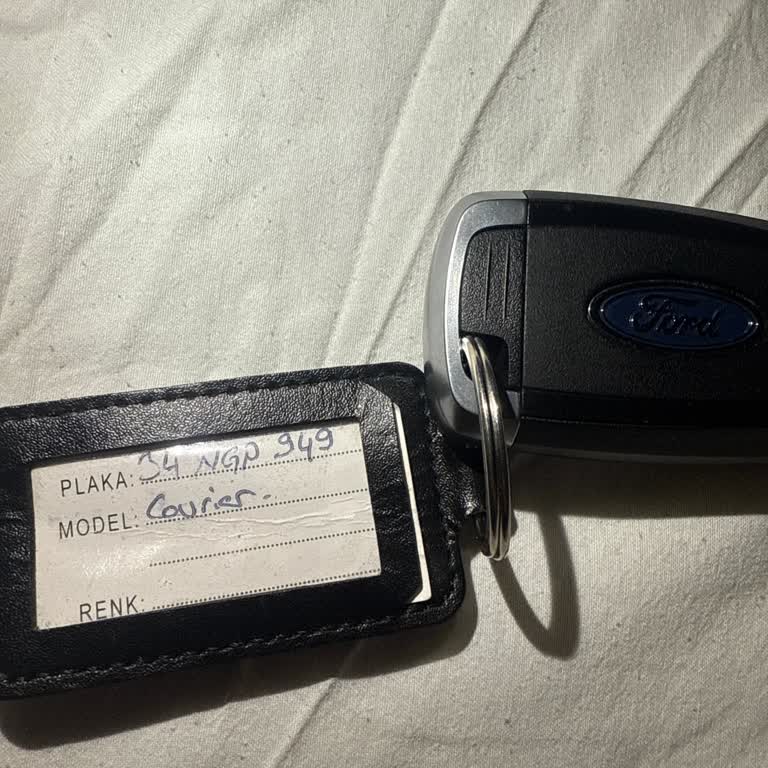 Ford
PLAKA: 34 NGP 949
MODEL: Courier.
RENK: